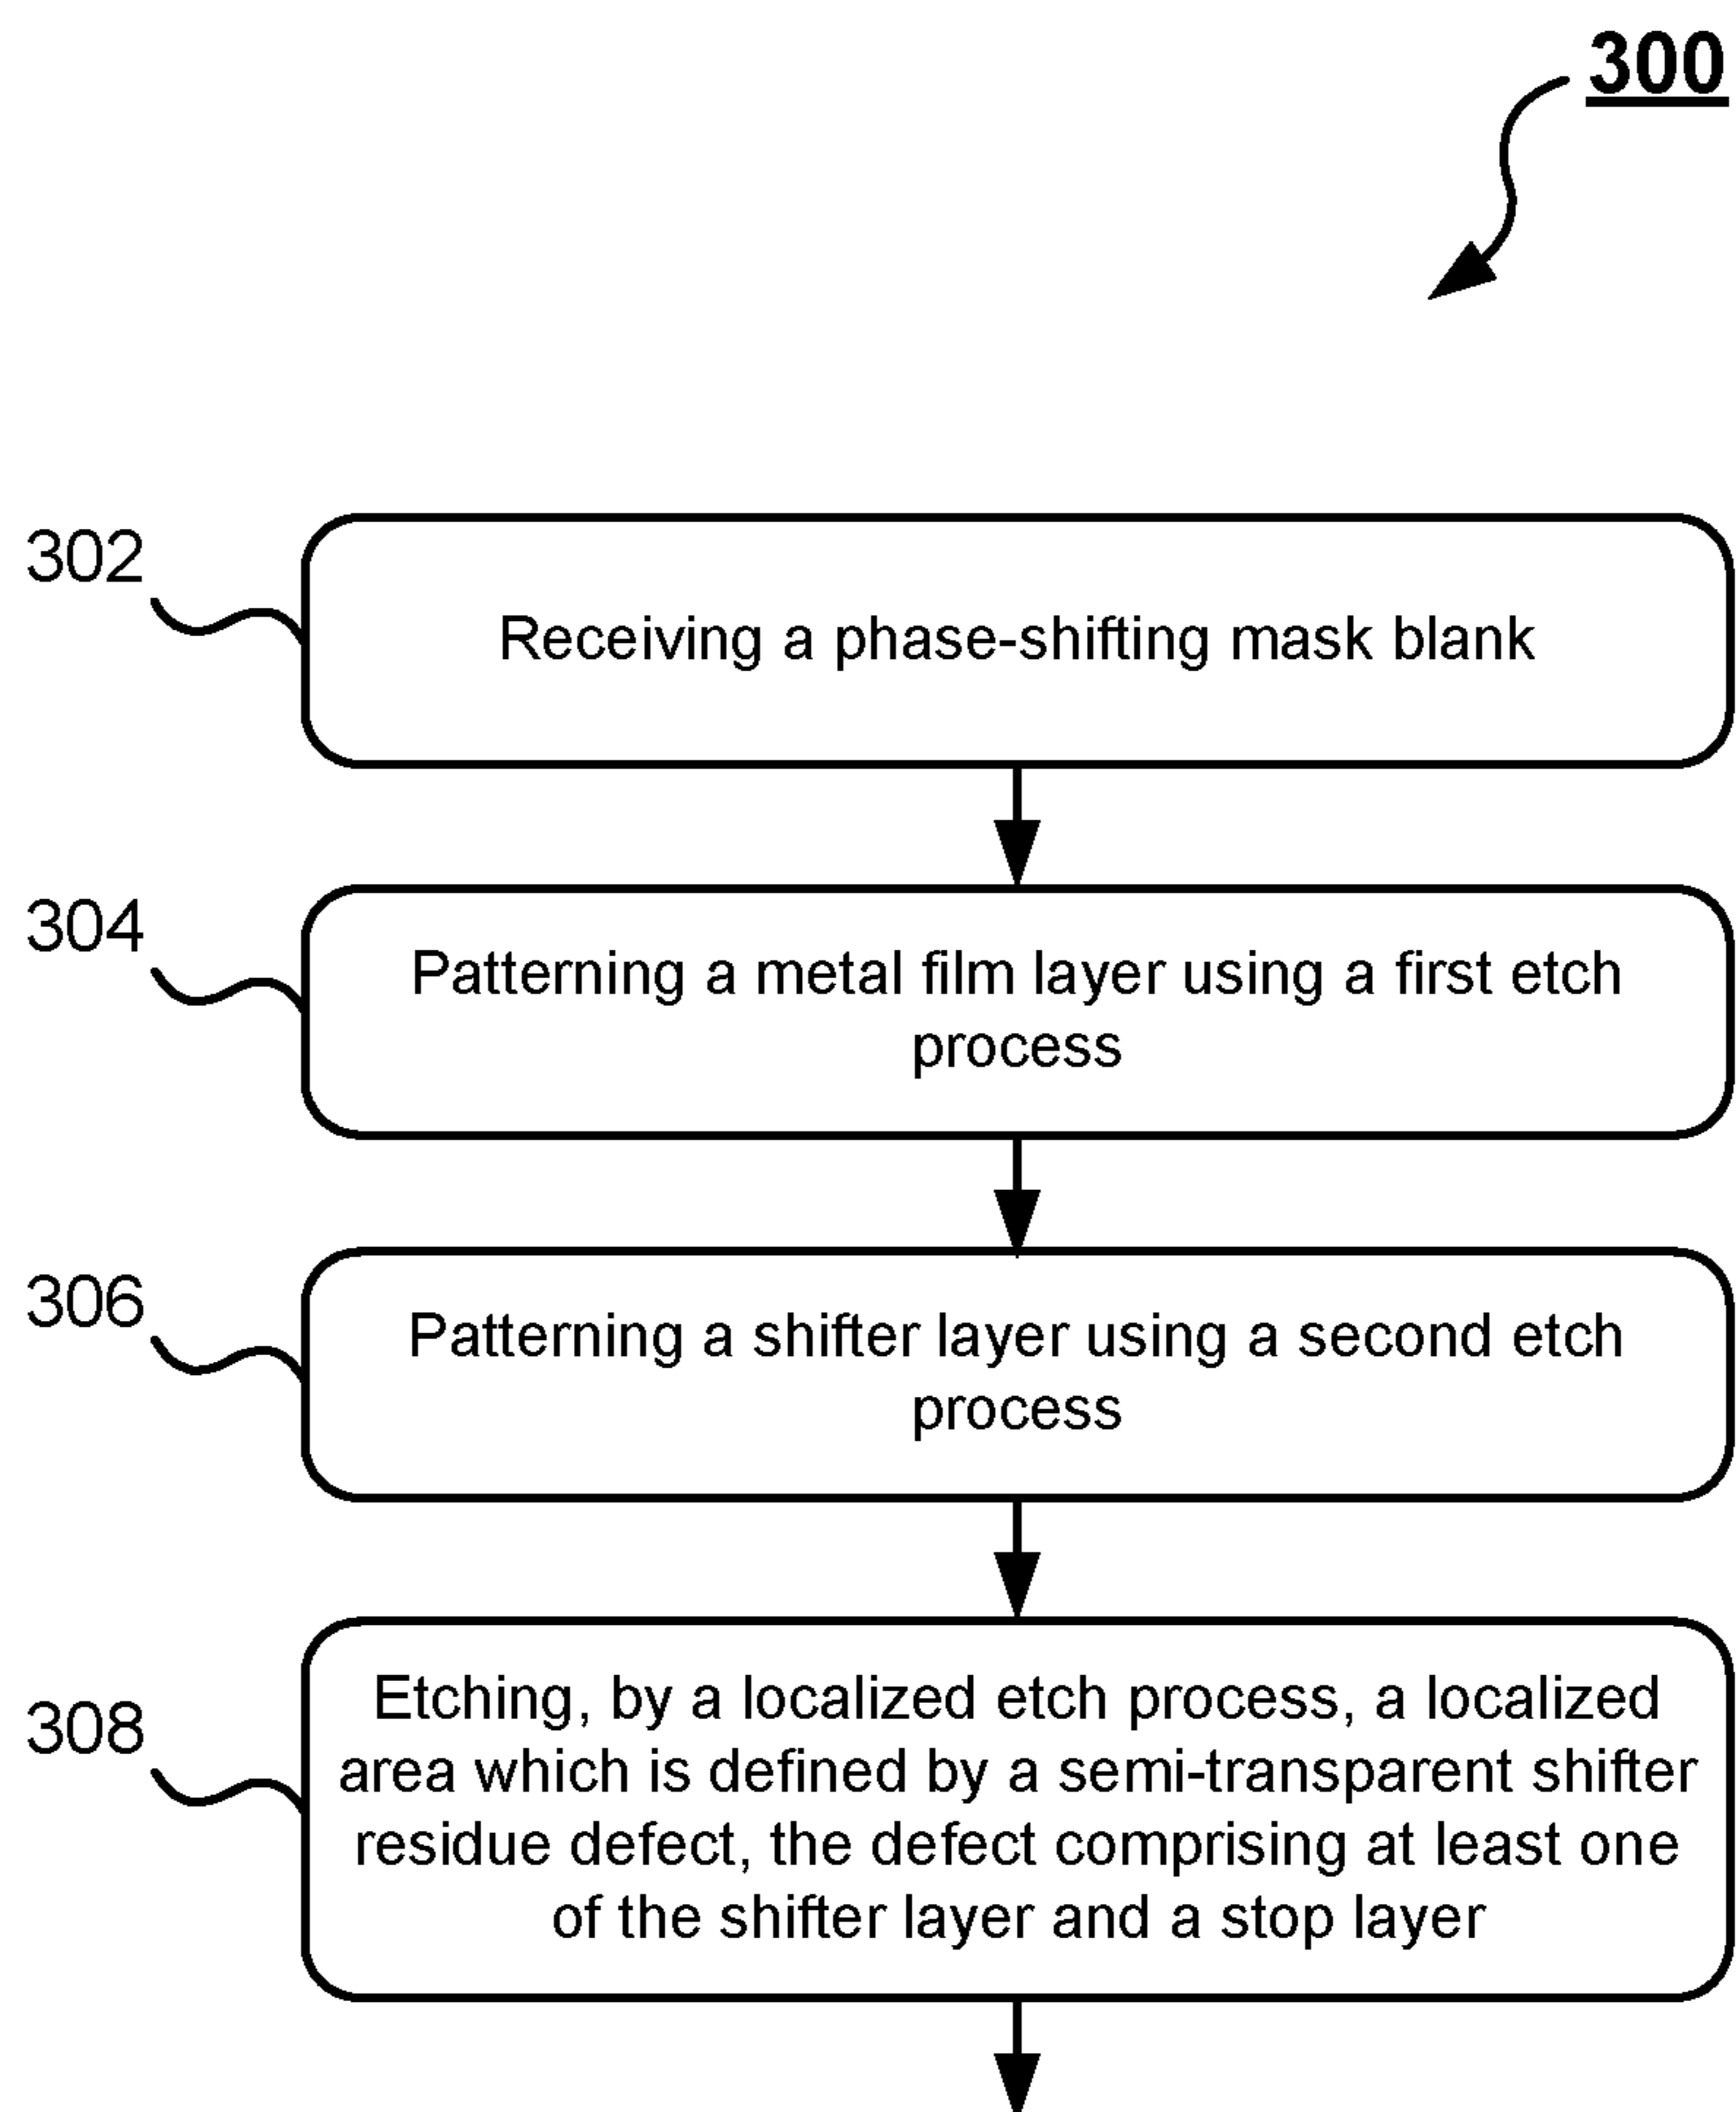 300
302
Receiving a phase-shifting mask blank
304
Patterning a metal film layer using a first etch
process
306
Patterning a shifter layer using a second etch
process
308
Etching, by a localized etch process, a localized
area which is defined by a semi-transparent shifter
residue defect, the defect comprising at least one
of the shifter layer and a stop layer